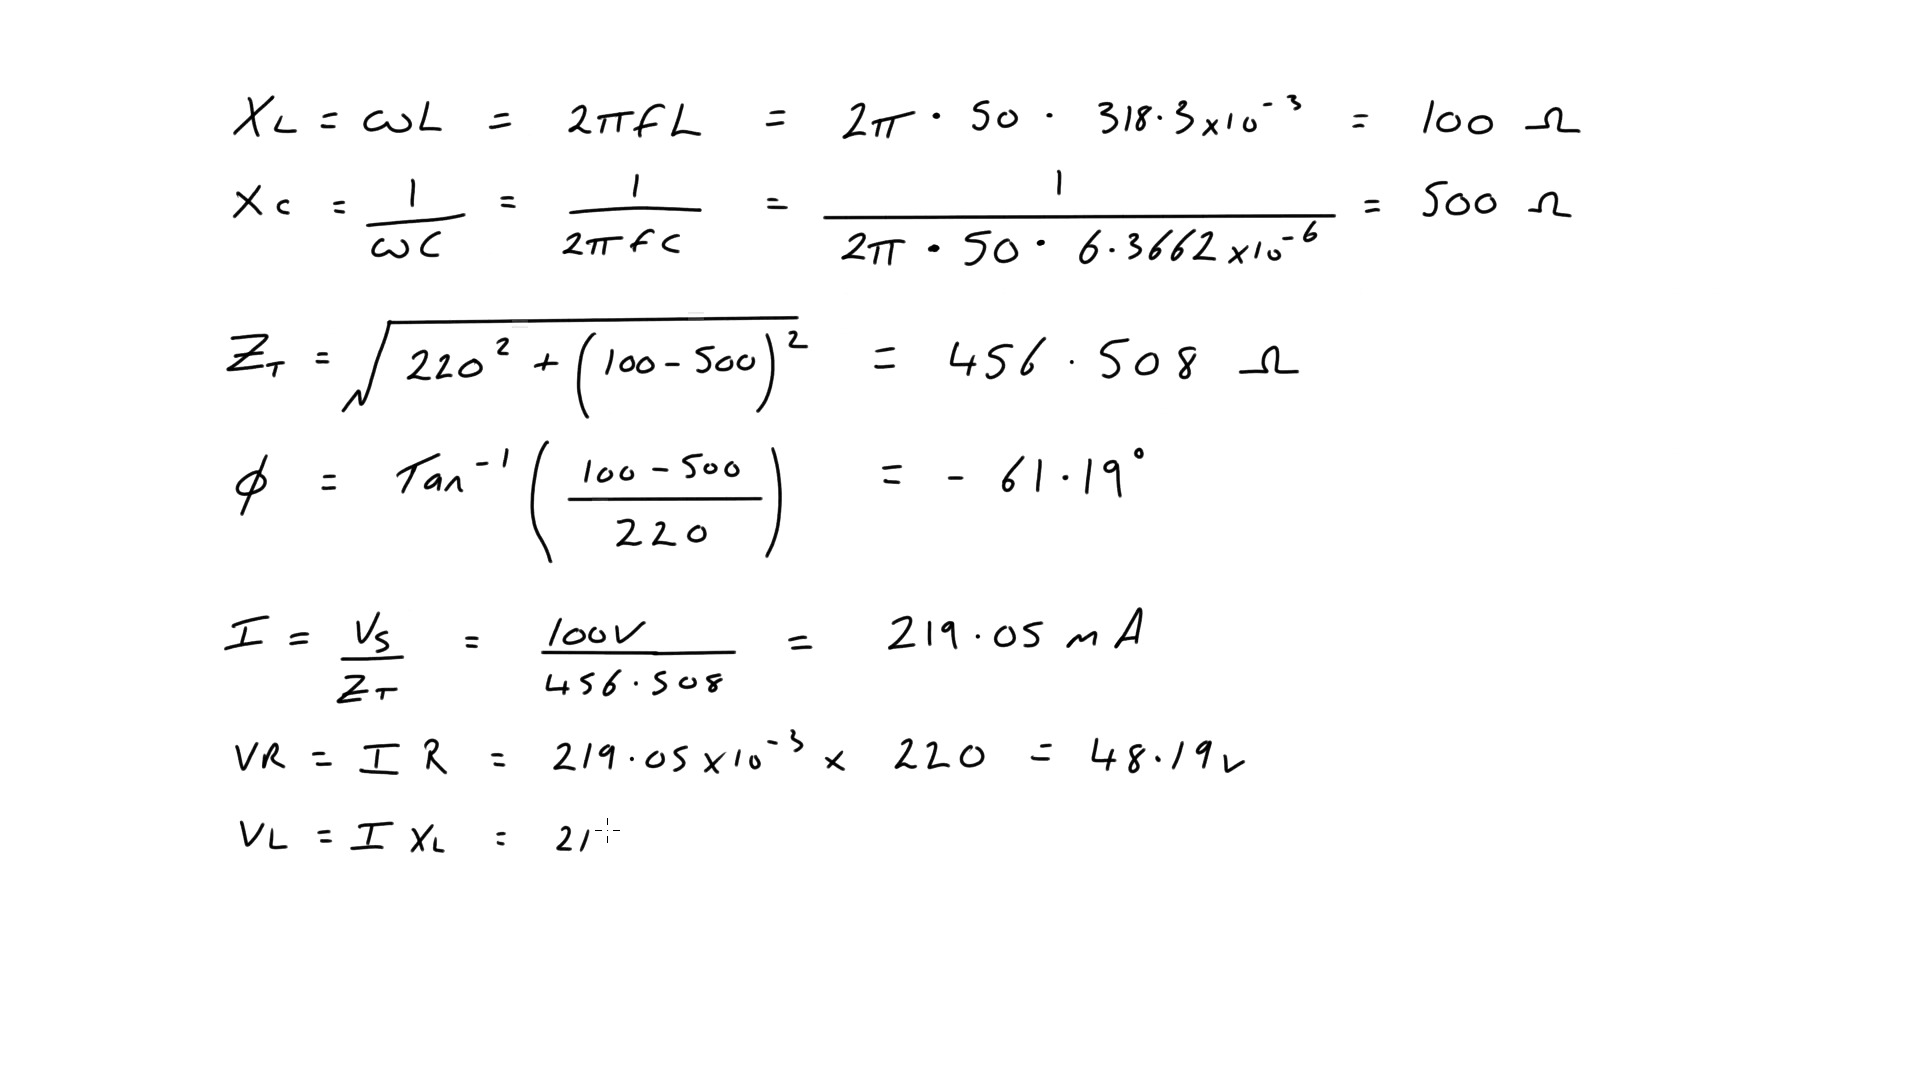 XL = ωL = 2πfL = 2π · 50 · 318.3x10⁻³ = 100 Ω
Xc = 1/ωC = 1/2πfC = 1/2π · 50 · 6.3662x10⁻⁶ = 500 Ω
ZT = √220² + (100-500)² = 456.508 Ω
ϕ = Tan⁻¹ (100-500/220) = - 61.19°
I = Vs/ZT = 100V/456.508 = 219.05 mA
VR = I R = 219.05x10⁻³ x 220 = 48.19v
VL = I XL = 21